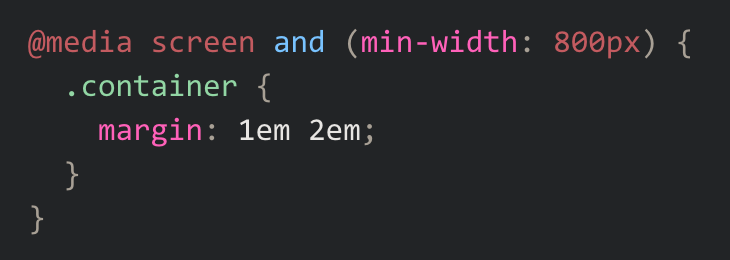 @media screen and (min-width: 800px) {
  .container {
    margin: 1em 2em;
  }
}